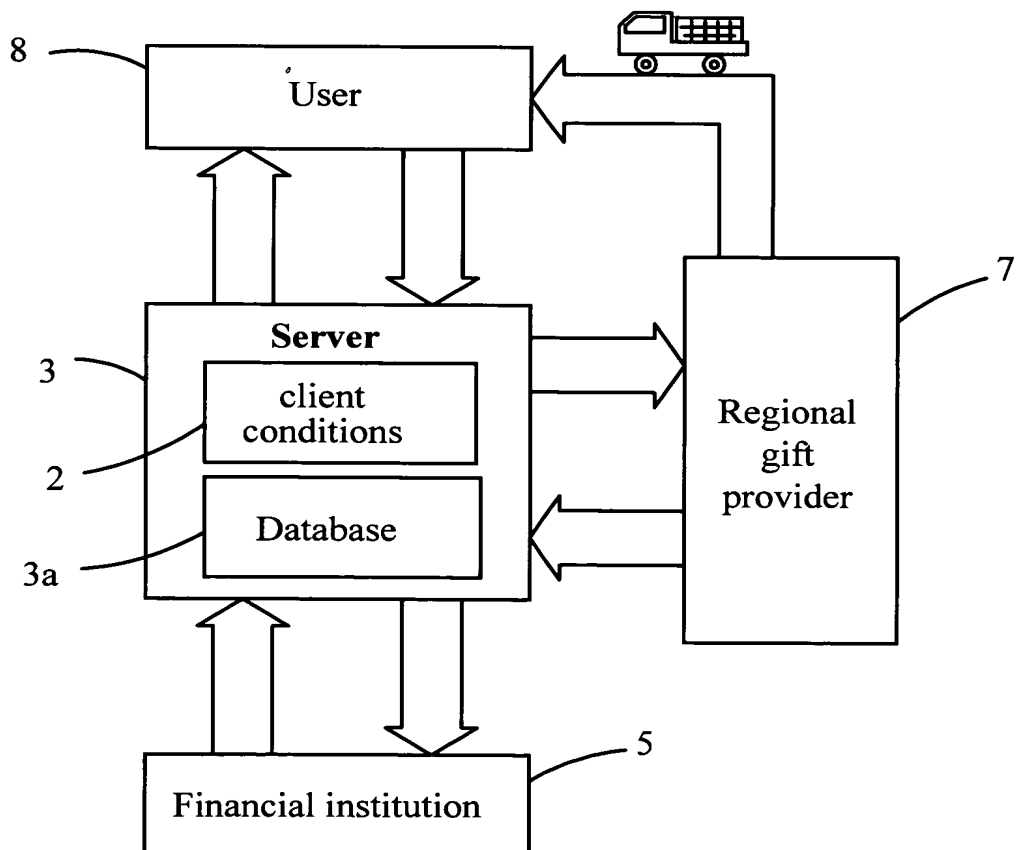 8
User
7
Server
3
client
conditions
2
Regional
gift
provider
Database
3a
5
Financial institution